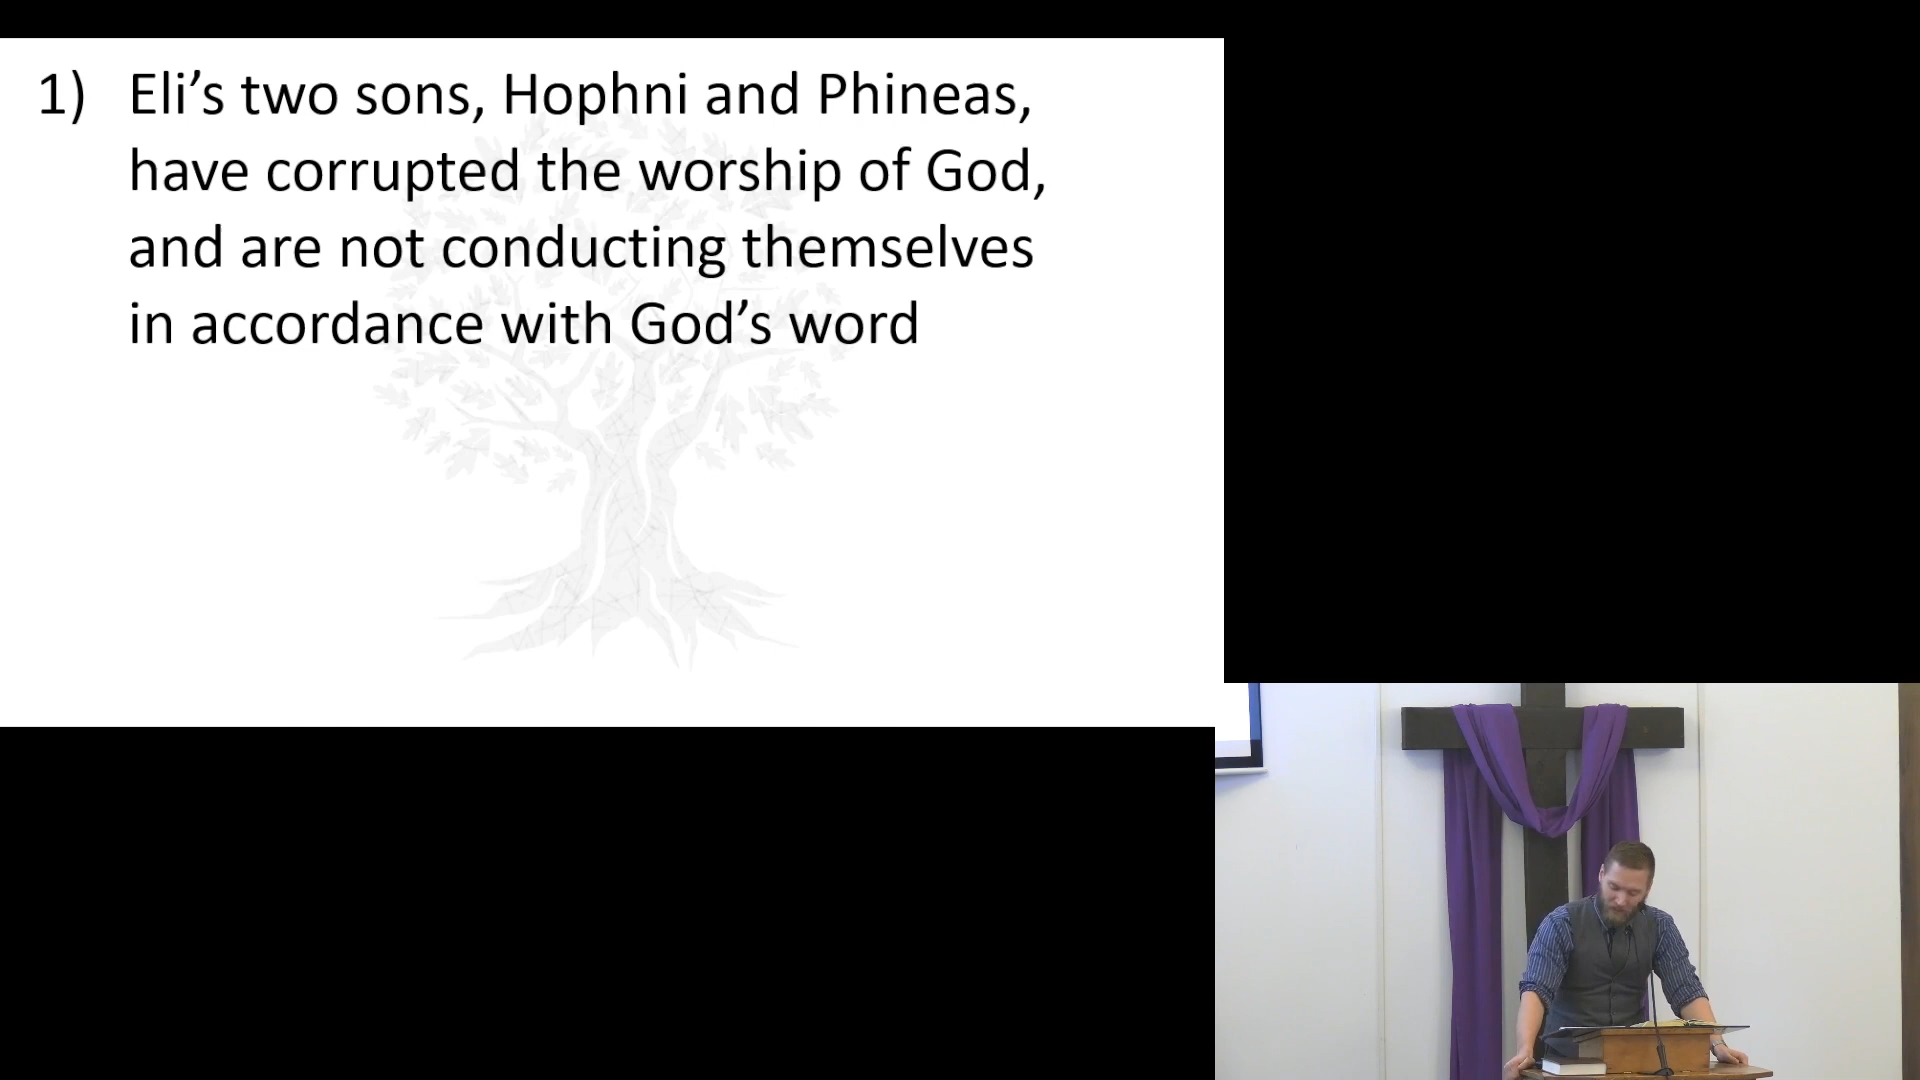 1) Eli’s two sons, Hophni and Phineas,
have corrupted the worship of God,
and are not conducting themselves
in accordance with God’s word